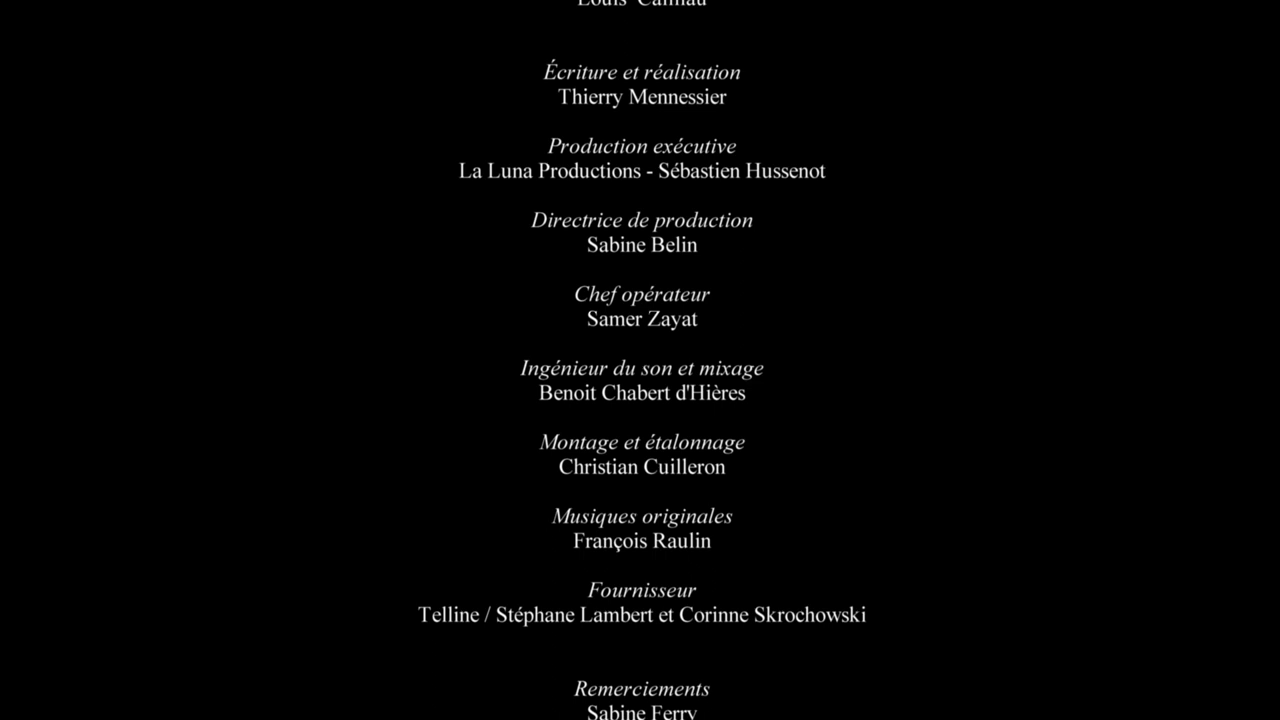 Louis
Écriture et réalisation
Thierry Mennessier
Production exécutive
La Luna Productions - Sébastien Hussenot
Directrice de production
Sabine Belin
Chef opérateur
Samer Zayat
Ingénieur du son et mixage
Benoit Chabert d'Hières
Montage et étalonnage
Christian Cuilleron
Musiques originales
François Raulin
Fournisseur
Telline / Stéphane Lambert et Corinne Skrochowski
Remerciements
Sabine Ferry